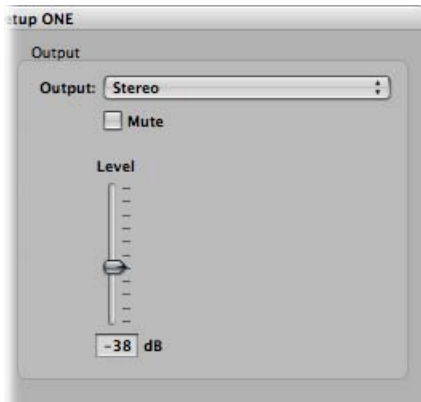 tup ONE
Output
Output: Stereo
Mute
Level
-38 dB